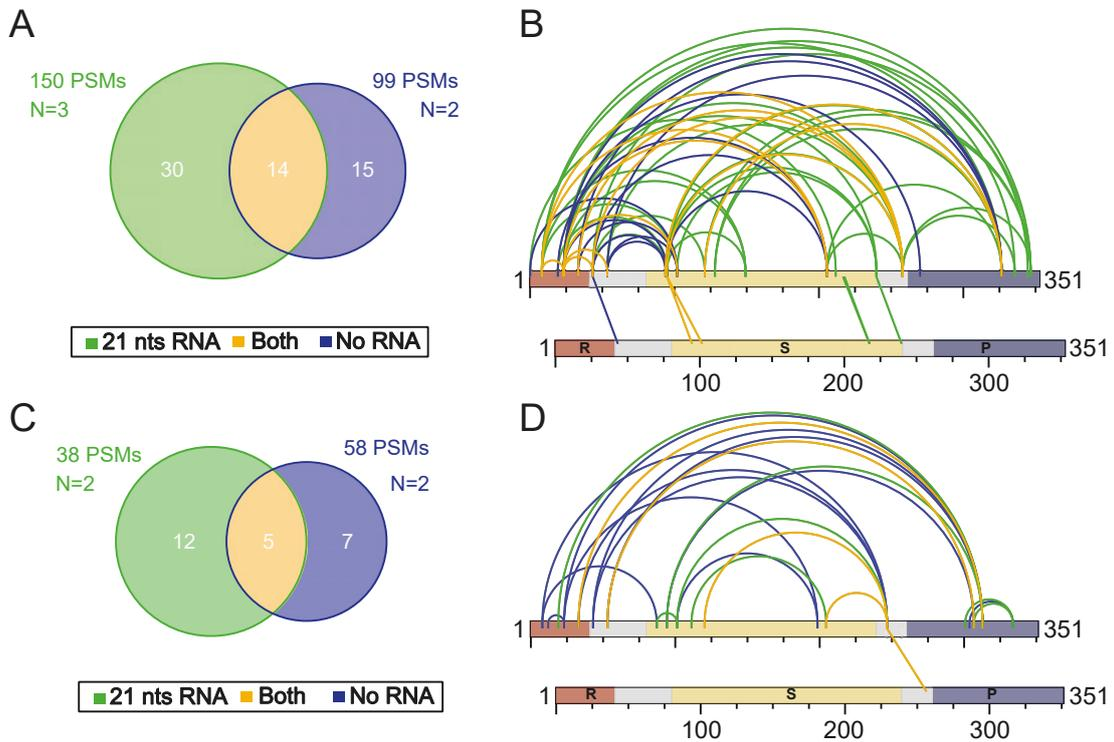 A
150 PSMs
N=3
99 PSMs
N=2
30
14
15
21 nts RNA
Both
No RNA
B
1
351
1
R
S
P
351
100
200
300
C
38 PSMs
N=2
58 PSMs
N=2
12
5
7
21 nts RNA
Both
No RNA
D
1
351
1
R
S
P
351
100
200
300